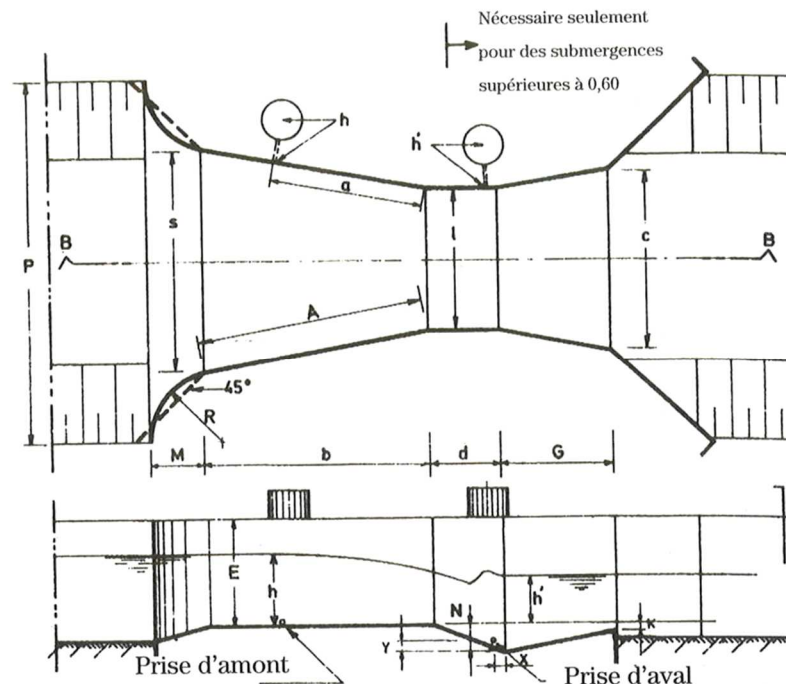 Nécessaire seulement
pour des submergences
supérieures à 0,60
h
h'
a
P
B
s
l
c
B
A
45°
R
M
b
d
G
E
h
N
h'
K
Y
X
Prise d'amont
Prise d'aval